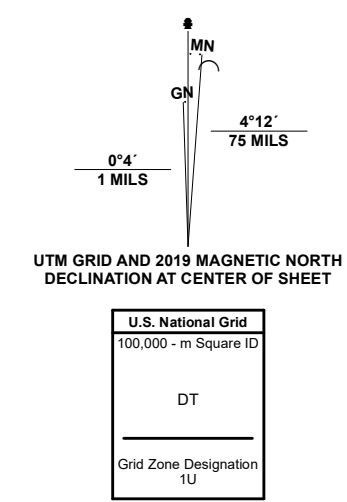 MN
GN
4°12´
75 MILS
0°4´
1 MILS
UTM GRID AND 2019 MAGNETIC NORTH
DECLINATION AT CENTER OF SHEET
U.S. National Grid
100,000 - m Square ID
DT
Grid Zone Designation
1U